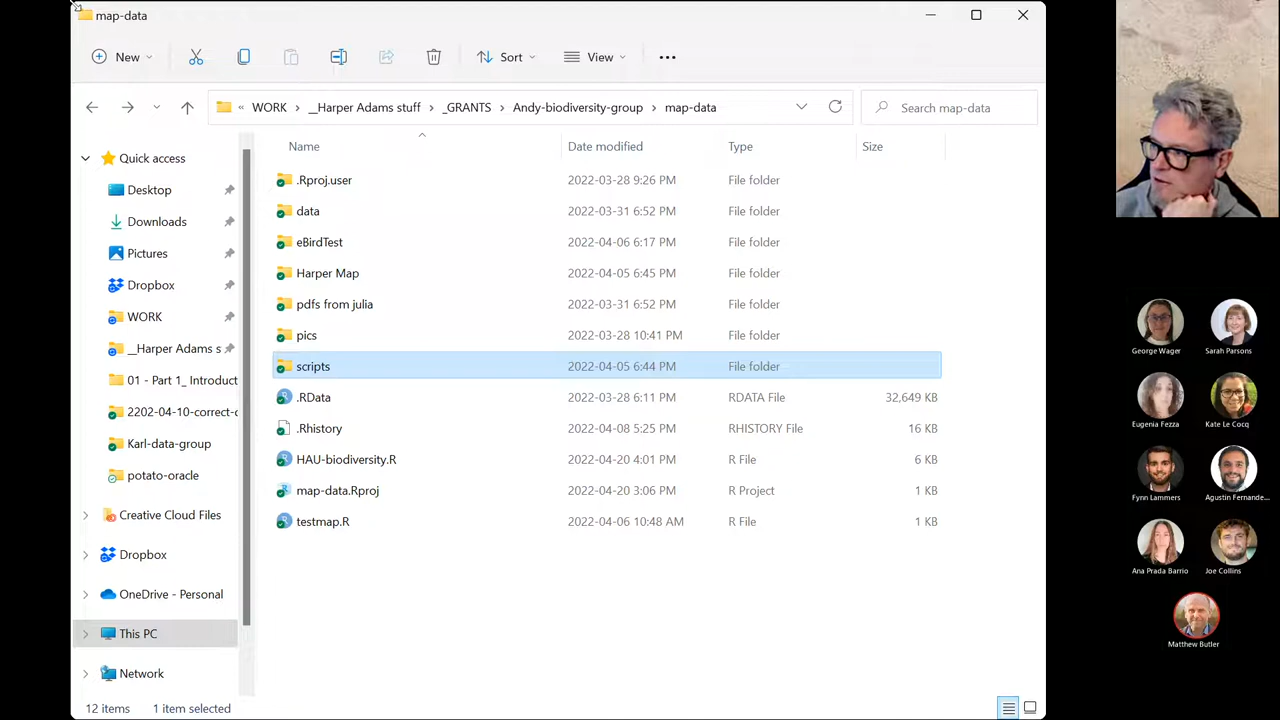 map-data
New
Sort
View
« WORK > __Harper Adams stuff > _GRANTS > Andy-biodiversity-group > map-data
Search map-data
Quick access
Desktop
Downloads
Pictures
Dropbox
WORK
__Harper Adams s
01 - Part 1_ Introduct
2202-04-10-correct-c
Karl-data-group
potato-oracle
Creative Cloud Files
Dropbox
OneDrive - Personal
This PC
Network
Name Date modified Type Size
.Rproj.user 2022-03-28 9:26 PM File folder
data 2022-03-31 6:52 PM File folder
eBirdTest 2022-04-06 6:17 PM File folder
Harper Map 2022-04-05 6:45 PM File folder
pdfs from julia 2022-03-31 6:52 PM File folder
pics 2022-03-28 10:41 PM File folder
scripts 2022-04-05 6:44 PM File folder
.RData 2022-03-28 6:11 PM RDATA File 32,649 KB
.Rhistory 2022-04-08 5:25 PM RHISTORY File 16 KB
HAU-biodiversity.R 2022-04-20 4:01 PM R File 6 KB
map-data.Rproj 2022-04-20 3:06 PM R Project 1 KB
testmap.R 2022-04-06 10:48 AM R File 1 KB
12 items 1 item selected
George Wager Sarah Parsons
Eugenia Fezza Kate Le Cocq
Fynn Lammers Agustin Fernande...
Ana Prada Barrio Joe Collins
Matthew Butler